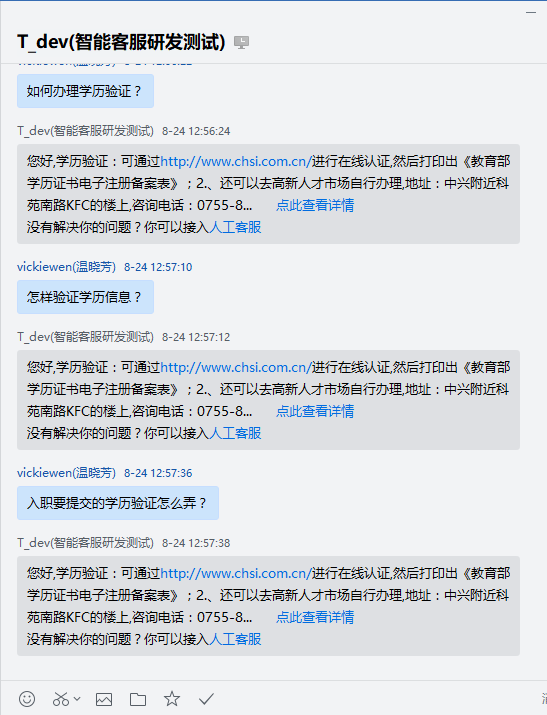 T_dev(智能客服研发测试)
如何办理学历验证？
T_dev(智能客服研发测试) 8-24 12:56:24
您好,学历验证：可通过http://www.chsi.com.cn/进行在线认证,然后打印出《教育部
学历证书电子注册备案表》；2.、还可以去高新人才市场自行办理,地址：中兴附近科
苑南路KFC的楼上,咨询电话：0755-8... 点此查看详情
没有解决你的问题？你可以接入人工客服
vickiewen(温晓芳) 8-24 12:57:10
怎样验证学历信息？
T_dev(智能客服研发测试) 8-24 12:57:12
您好,学历验证：可通过http://www.chsi.com.cn/进行在线认证,然后打印出《教育部
学历证书电子注册备案表》；2.、还可以去高新人才市场自行办理,地址：中兴附近科
苑南路KFC的楼上,咨询电话：0755-8... 点此查看详情
没有解决你的问题？你可以接入人工客服
vickiewen(温晓芳) 8-24 12:57:36
入职要提交的学历验证怎么弄？
T_dev(智能客服研发测试) 8-24 12:57:38
您好,学历验证：可通过http://www.chsi.com.cn/进行在线认证,然后打印出《教育部
学历证书电子注册备案表》；2.、还可以去高新人才市场自行办理,地址：中兴附近科
苑南路KFC的楼上,咨询电话：0755-8... 点此查看详情
没有解决你的问题？你可以接入人工客服